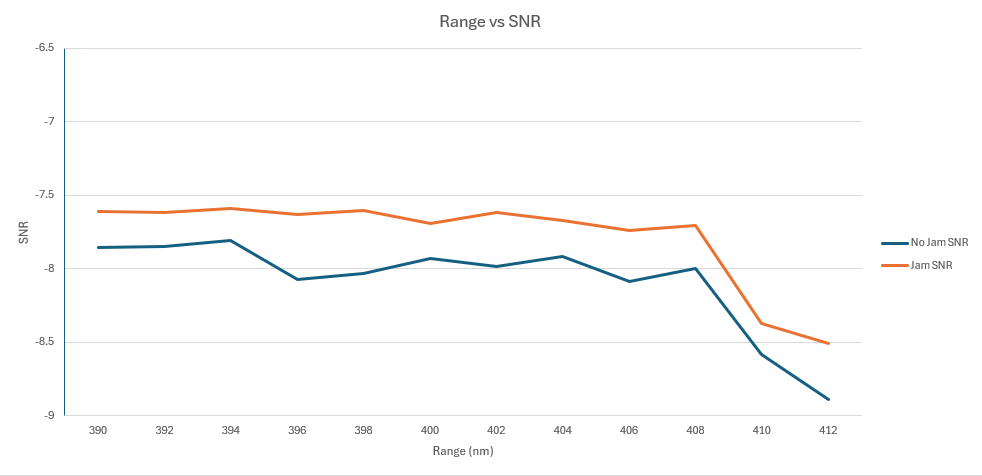 Range vs SNR
-6.5
-7
-7.5
-8
-8.5
-9
SNR
390 392 394 396 398 400 402 404 406 408 410 412
Range (nm)
No Jam SNR
Jam SNR